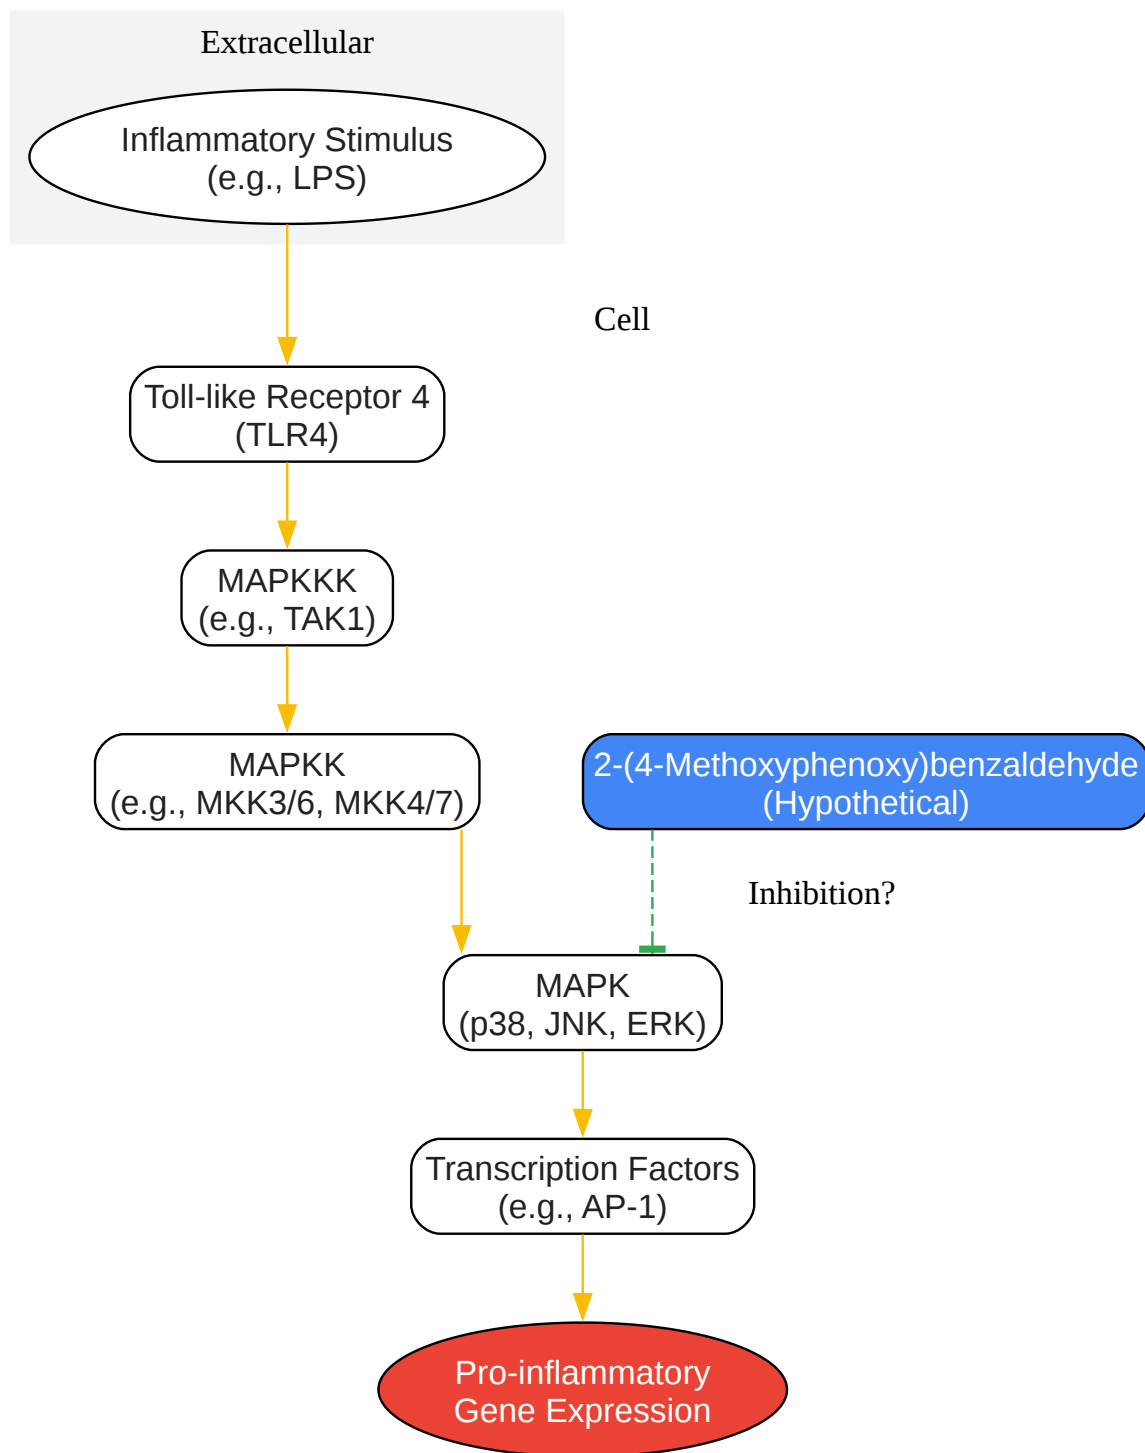 Extracellular
Inflammatory Stimulus
(e.g., LPS)
Cell
Toll-like Receptor 4
(TLR4)
MAPKKK
(e.g., TAK1)
MAPKK
(e.g., MKK3/6, MKK4/7)
2-(4-Methoxyphenoxy)benzaldehyde
(Hypothetical)
Inhibition?
MAPK
(p38, JNK, ERK)
Transcription Factors
(e.g., AP-1)
Pro-inflammatory
Gene Expression